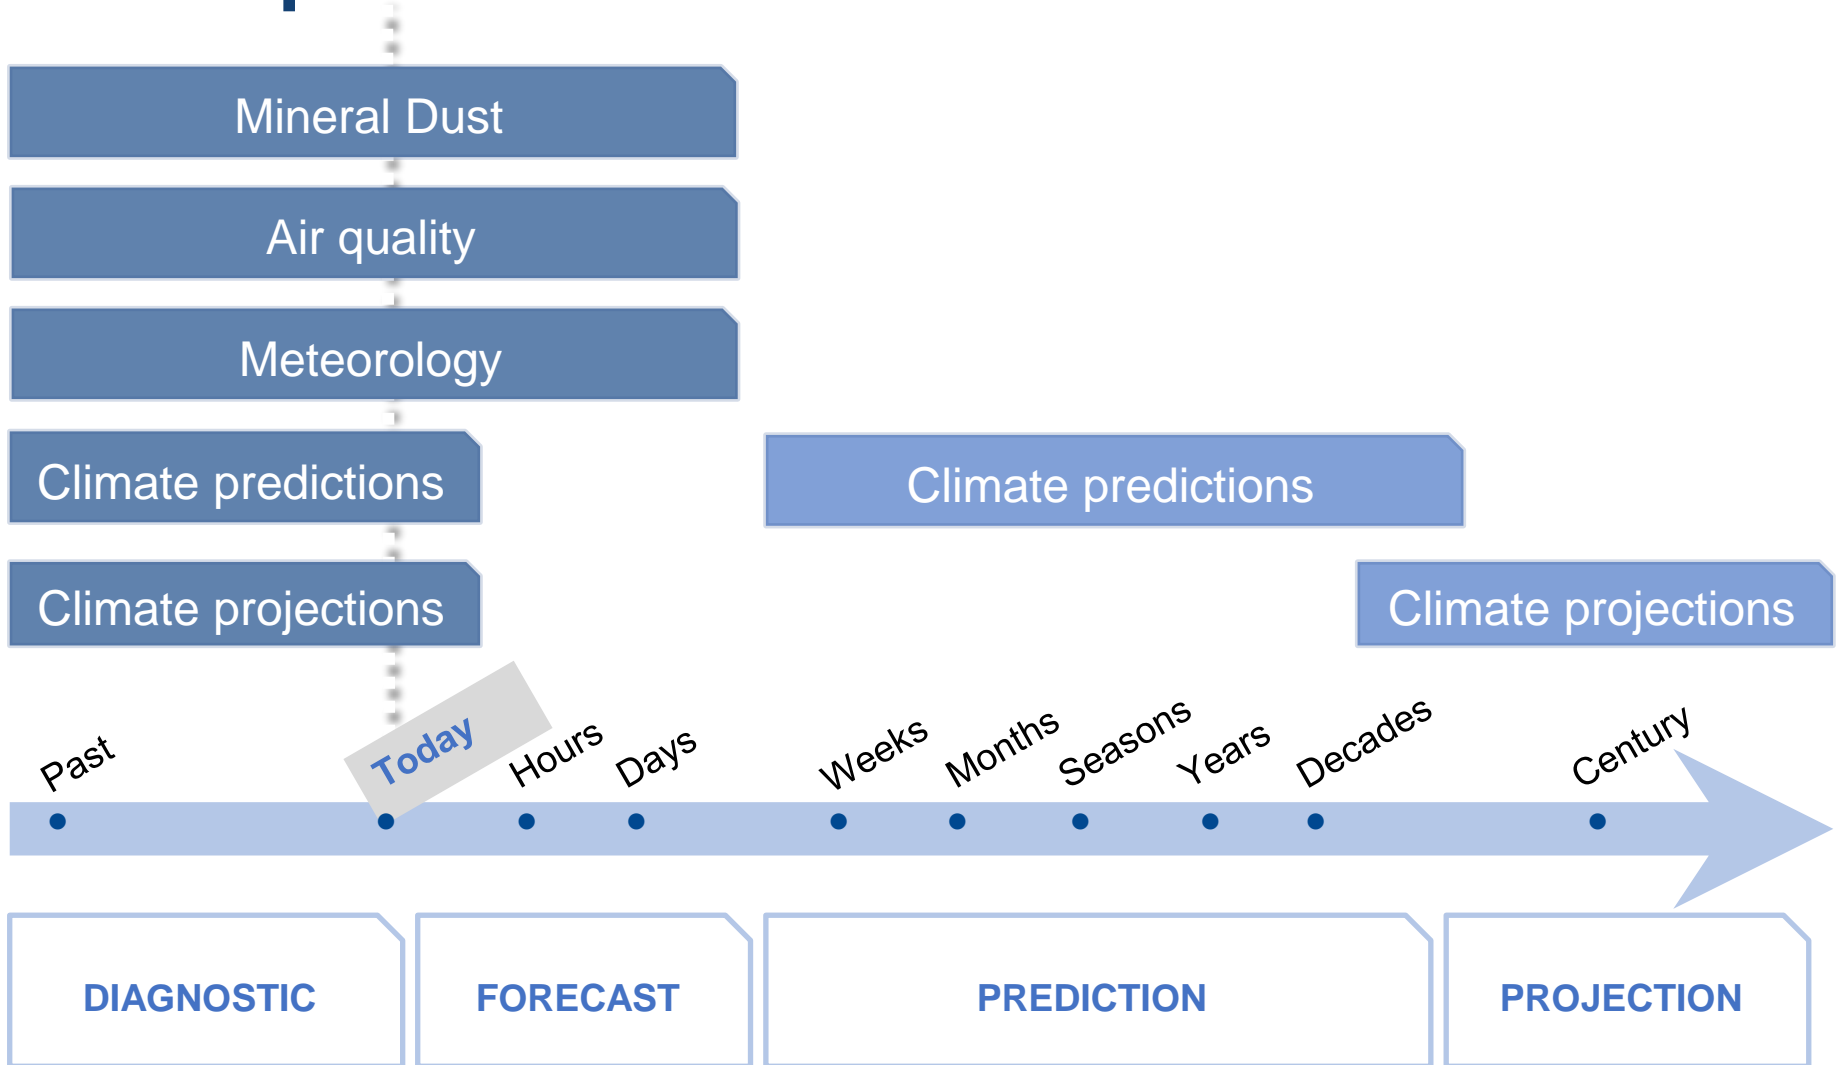 Mineral Dust
Air quality
Meteorology
Climate predictions
Climate predictions
Climate projections
Climate projections
Past
Today
Hours
Days
Weeks
Months
Seasons
Years
Decades
Century
DIAGNOSTIC
FORECAST
PREDICTION
PROJECTION